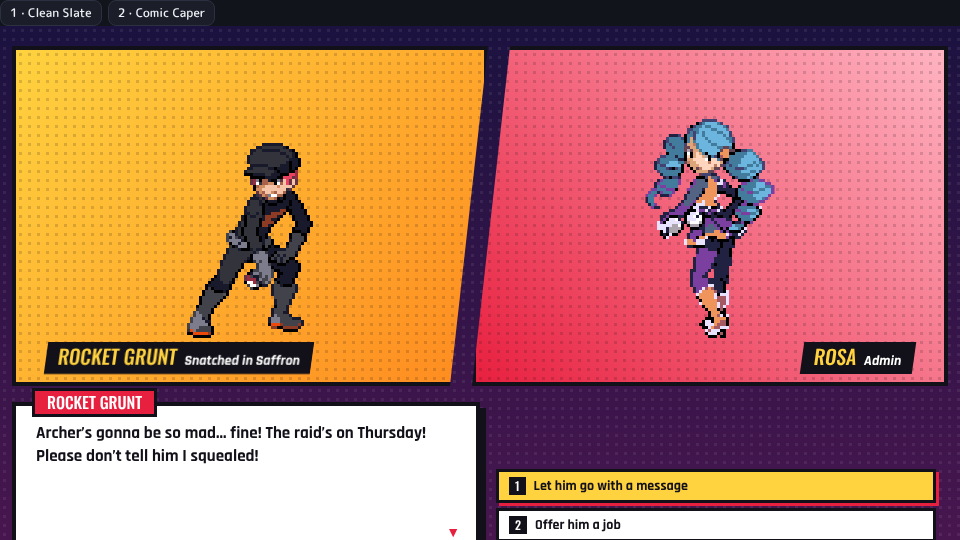 1 · Clean Slate
2 · Comic Caper
ROCKET GRUNT Snatched in Saffron
ROSA Admin
ROCKET GRUNT
Archer's gonna be so mad... fine! The raid's on Thursday!
Please don't tell him I squealed!
1 Let him go with a message
2 Offer him a job